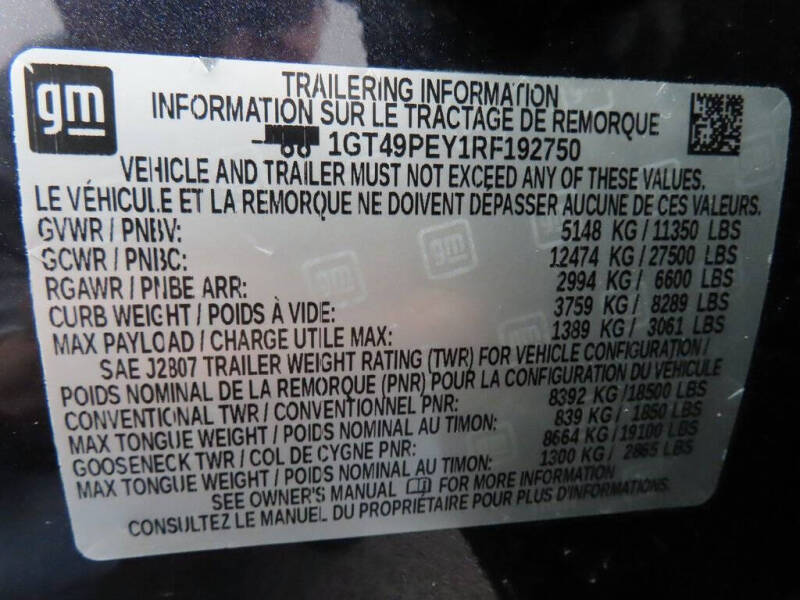 gm
TRAILERING INFORMATION
INFORMATION SUR LE TRACTAGE DE REMORQUE
1GT49PEY1RF192750
VEHICLE AND TRAILER MUST NOT EXCEED ANY OF THESE VALUES.
LE VÉHICULE ET LA REMORQUE NE DOIVENT DÉPASSER AUCUNE DE CES VALEURS.
GVWR / PNBV: 5148 KG / 11350 LBS
GCWR / PNBC: 12474 KG / 27500 LBS
RGAWR / PNBE ARR: 2994 KG / 6600 LBS
CURB WEIGHT / POIDS À VIDE: 3759 KG / 8289 LBS
MAX PAYLOAD / CHARGE UTILE MAX: 1389 KG / 3061 LBS
SAE J2807 TRAILER WEIGHT RATING (TWR) FOR VEHICLE CONFIGURATION /
POIDS NOMINAL DE LA REMORQUE (PNR) POUR LA CONFIGURATION DU VÉHICULE
CONVENTIONAL TWR / CONVENTIONNEL PNR: 8392 KG / 18500 LBS
MAX TONGUE WEIGHT / POIDS NOMINAL AU TIMON: 839 KG / 1850 LBS
GOOSENECK TWR / COL DE CYGNE PNR: 8664 KG / 19100 LBS
MAX TONGUE WEIGHT / POIDS NOMINAL AU TIMON: 1300 KG / 2865 LBS
SEE OWNER'S MANUAL FOR MORE INFORMATION
CONSULTEZ LE MANUEL DU PROPRIÉTAIRE POUR PLUS D'INFORMATIONS.